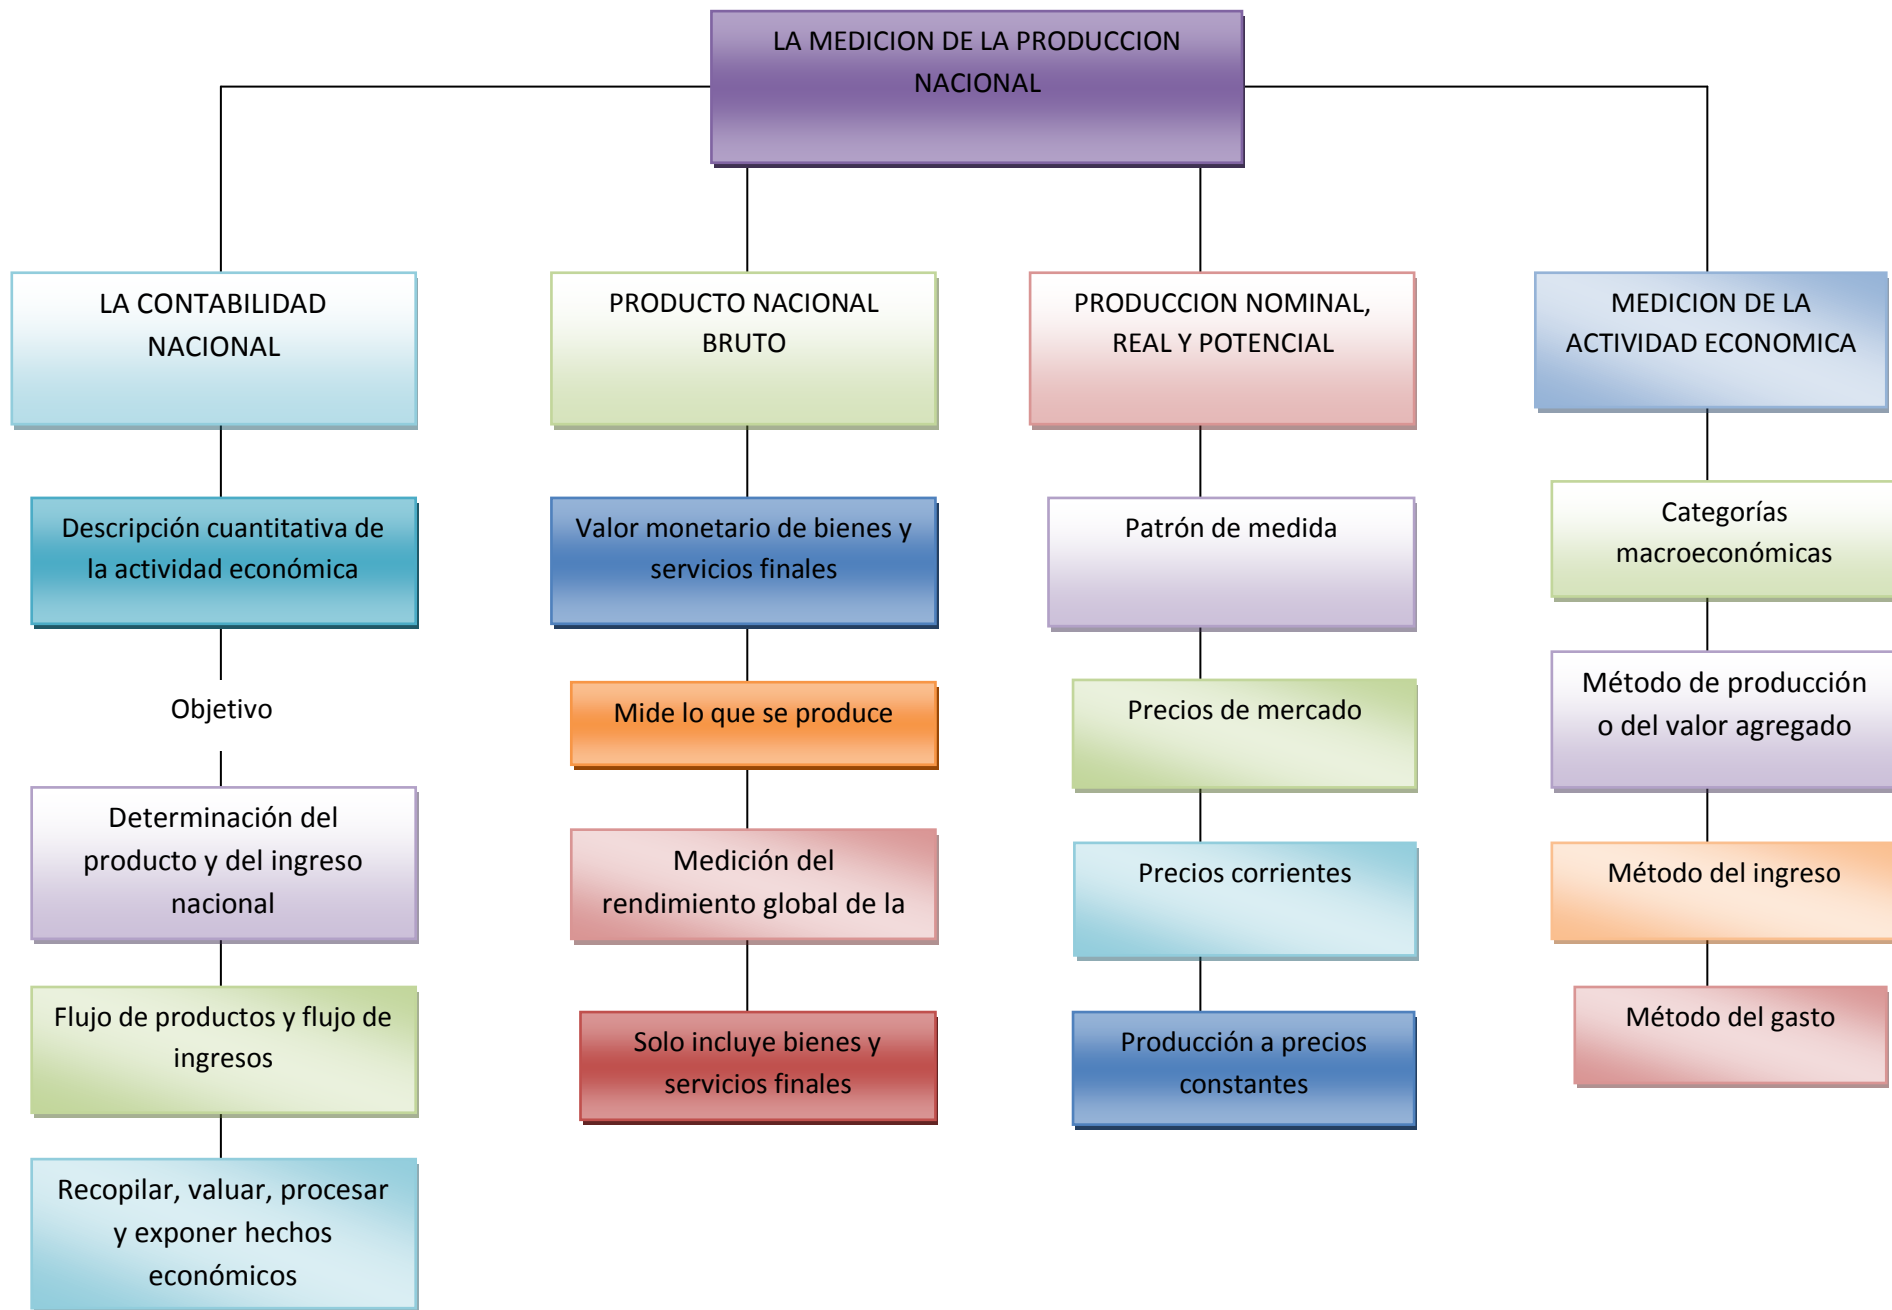 LA MEDICION DE LA PRODUCCION
NACIONAL
LA CONTABILIDAD
NACIONAL
Descripción cuantitativa de
la actividad económica
Objetivo
Determinación del
producto y del ingreso
nacional
Flujo de productos y flujo de
ingresos
Recopilar, valuar, procesar
y exponer hechos
económicos
PRODUCTO NACIONAL
BRUTO
Valor monetario de bienes y
servicios finales
Mide lo que se produce
Medición del
rendimiento global de la
Solo incluye bienes y
servicios finales
PRODUCCION NOMINAL,
REAL Y POTENCIAL
Patrón de medida
Precios de mercado
Precios corrientes
Producción a precios
constantes
MEDICION DE LA
ACTIVIDAD ECONOMICA
Categorías
macroeconómicas
Método de producción
o del valor agregado
Método del ingreso
Método del gasto